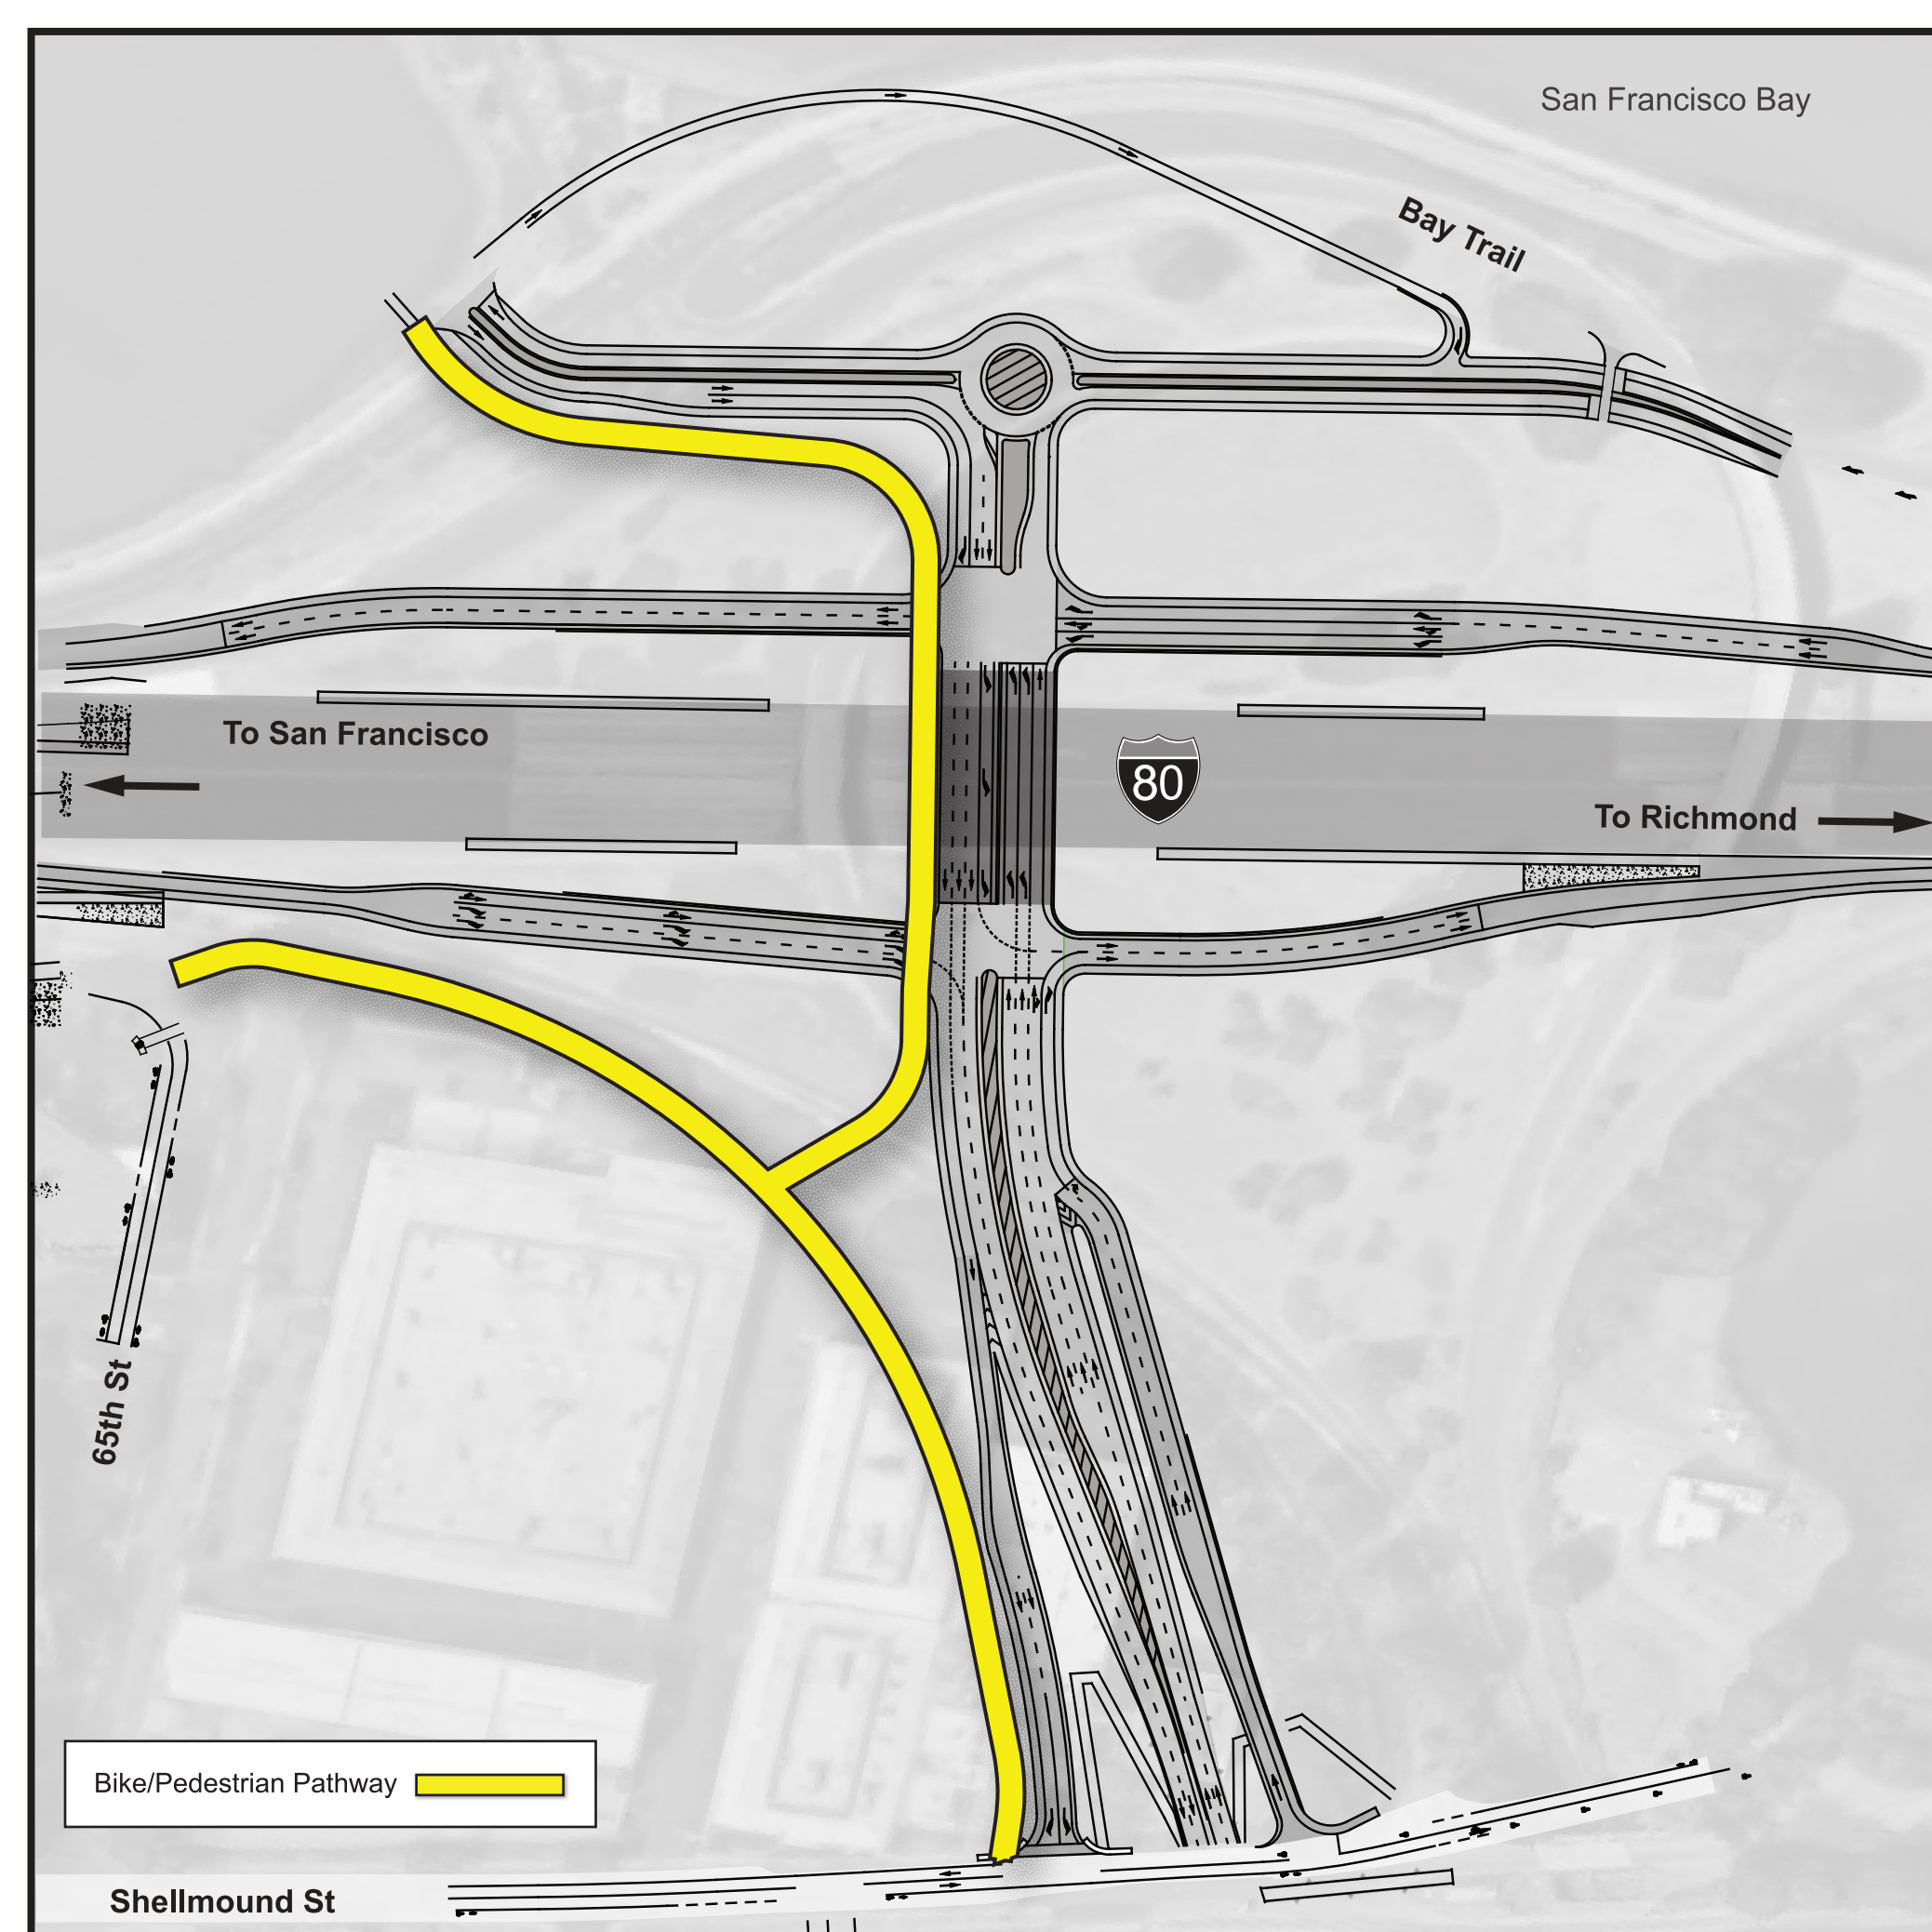 San Francisco Bay
Bay Trail
To San Francisco
80
To Richmond
65th St
Bike/Pedestrian Pathway
Shellmound St